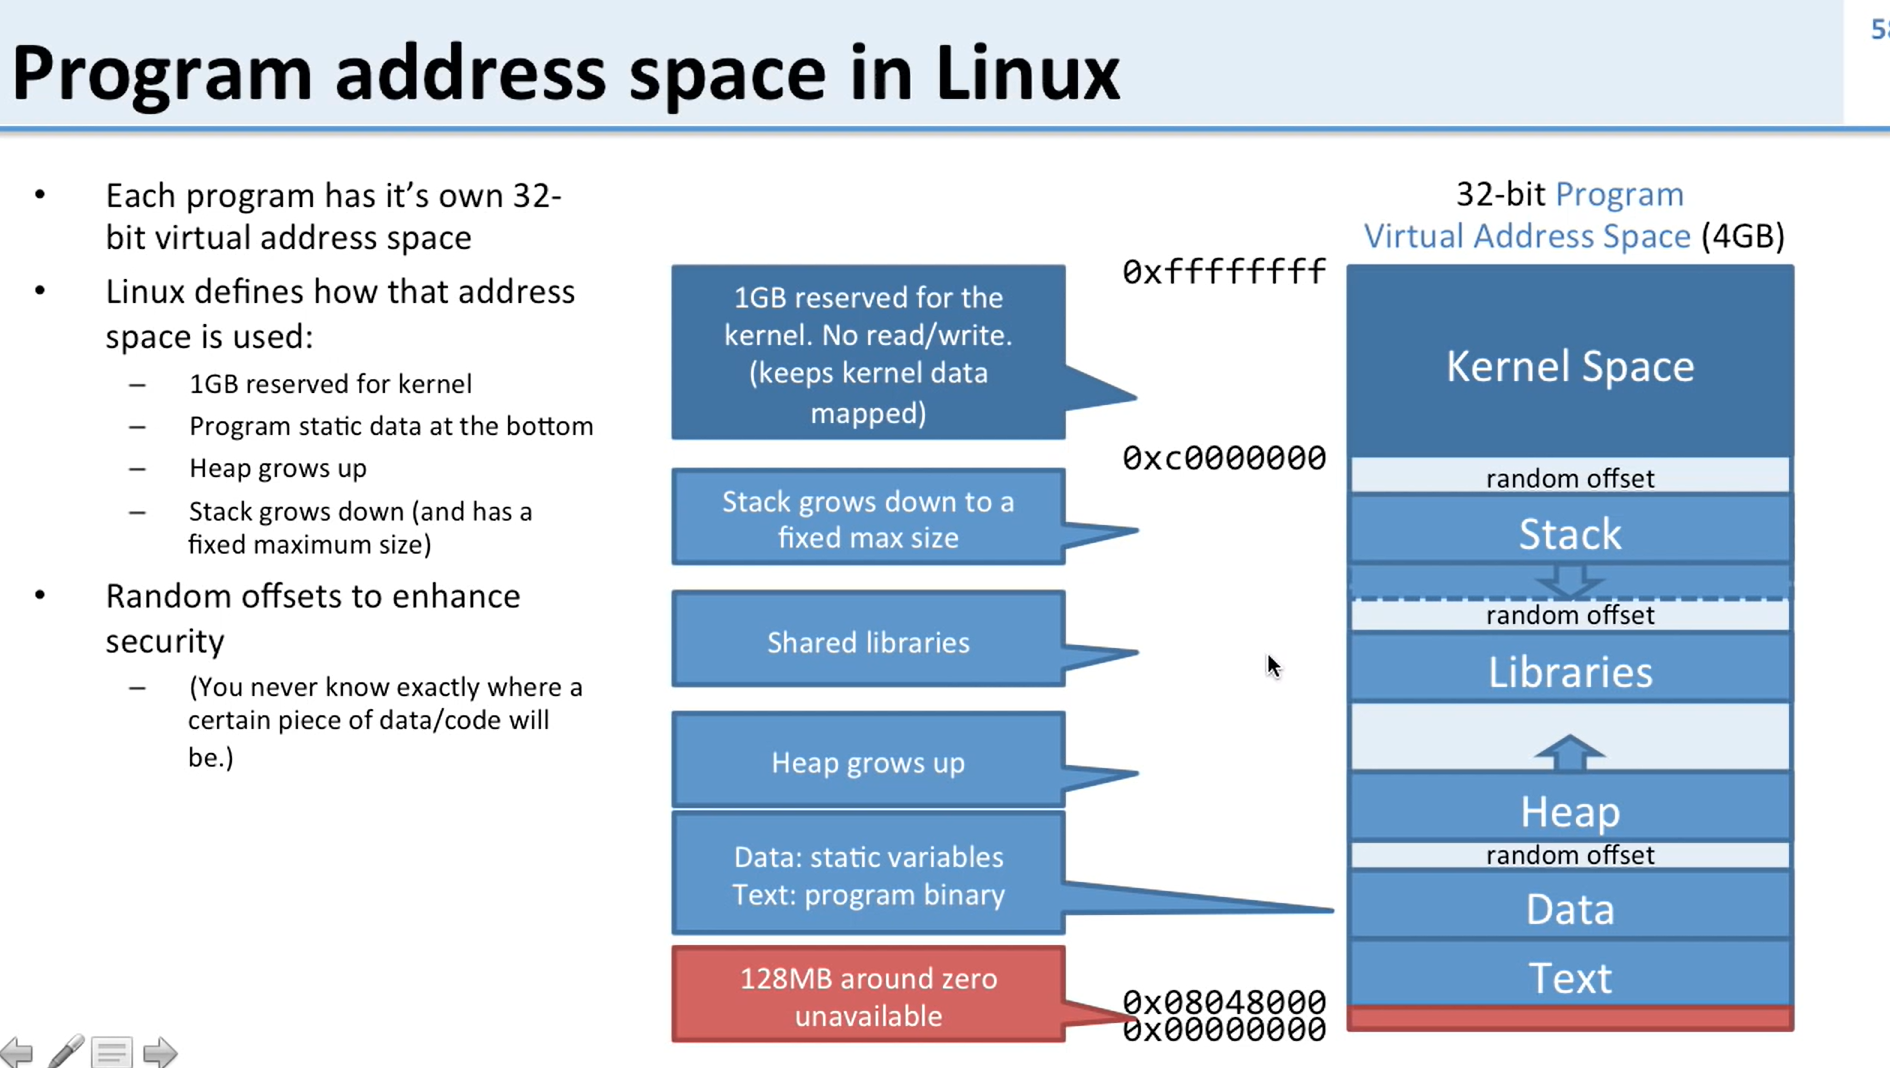 Program address space in Linux
58
• Each program has it's own 32-
bit virtual address space
• Linux defines how that address
space is used:
– 1GB reserved for kernel
– Program static data at the bottom
– Heap grows up
– Stack grows down (and has a
fixed maximum size)
• Random offsets to enhance
security
– (You never know exactly where a
certain piece of data/code will
be.)
1GB reserved for the
kernel. No read/write.
(keeps kernel data
mapped)
Stack grows down to a
fixed max size
Shared libraries
Heap grows up
Data: static variables
Text: program binary
128MB around zero
unavailable
0xffffffff
0xc0000000
0x08048000
0x00000000
32-bit Program
Virtual Address Space (4GB)
Kernel Space
random offset
Stack
random offset
Libraries
Heap
random offset
Data
Text